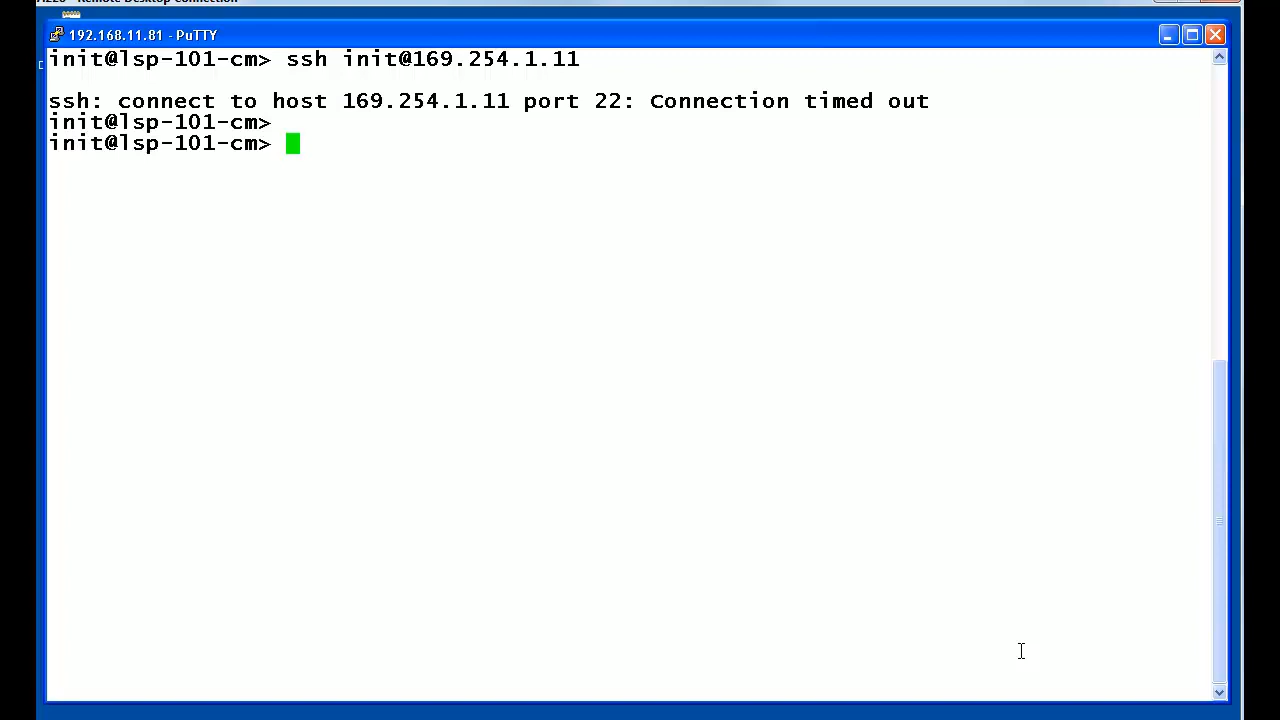 192.168.11.81 - PuTTY
init@lsp-101-cm> ssh init@169.254.1.11
ssh: connect to host 169.254.1.11 port 22: Connection timed out
init@lsp-101-cm>
init@lsp-101-cm>